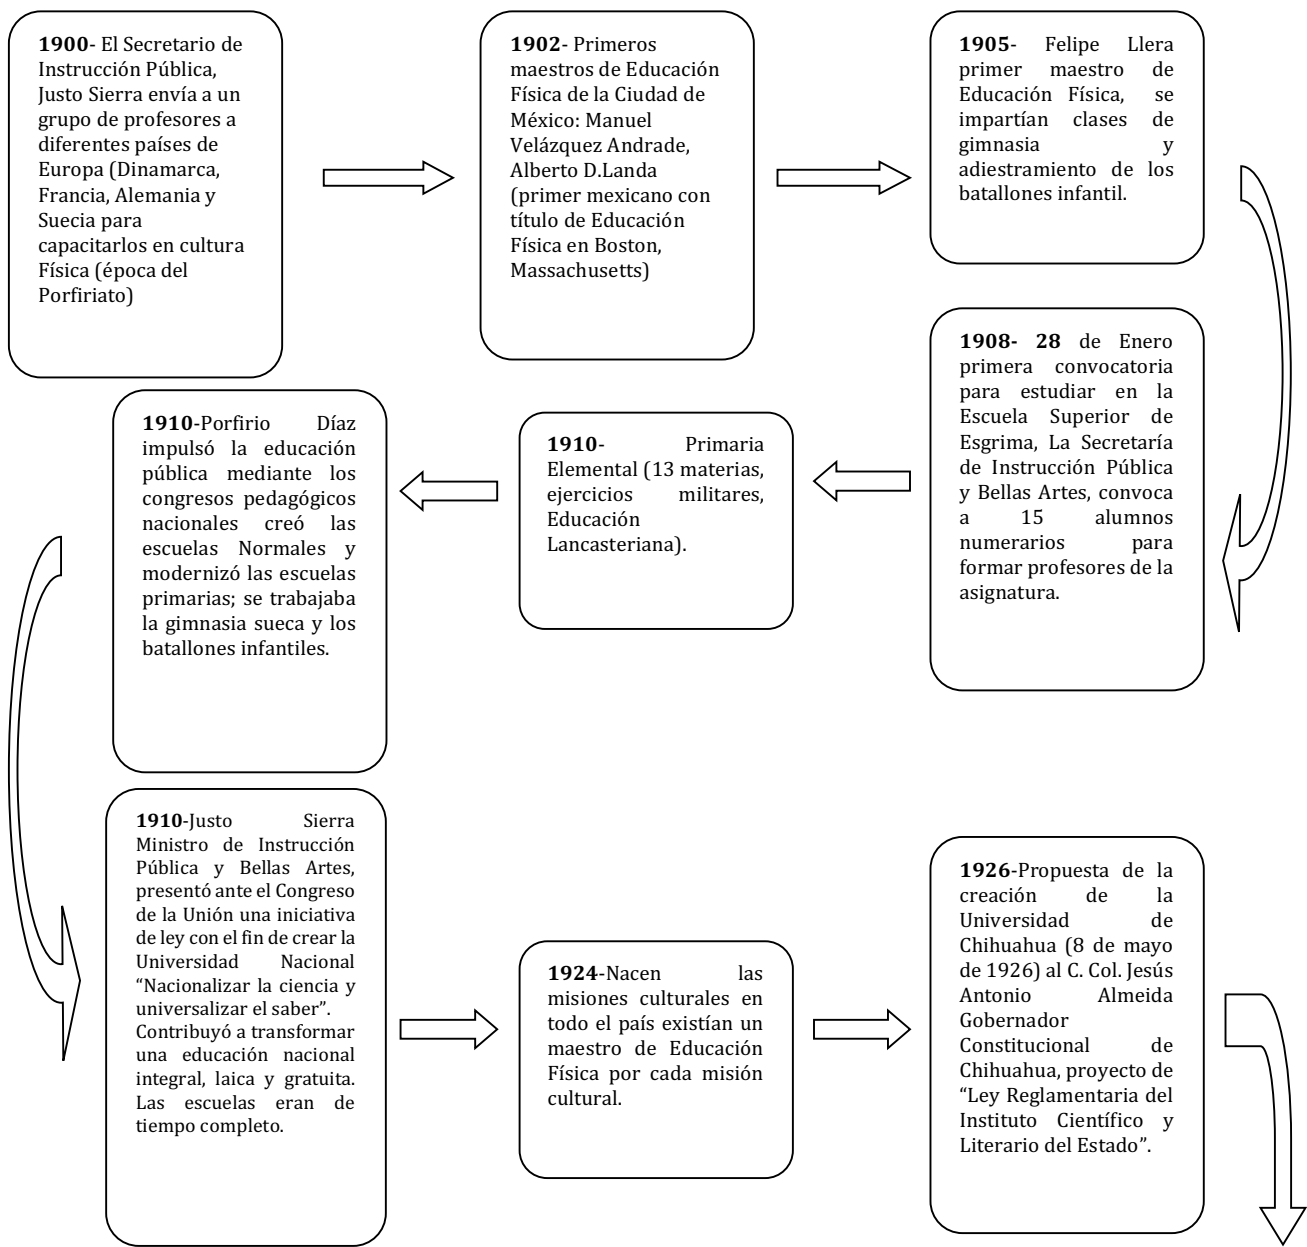 1900- El Secretario de
Instrucción Pública,
Justo Sierra envía a un
grupo de profesores a
diferentes países de
Europa (Dinamarca,
Francia, Alemania y
Suecia para
capacitarlos en cultura
Física (época del
Porfiriato)
1902- Primeros
maestros de Educación
Física de la Ciudad de
México: Manuel
Velázquez Andrade,
Alberto D.Landa
(primer mexicano con
título de Educación
Física en Boston,
Massachusetts)
1905- Felipe Llera
primer maestro de
Educación Física, se
impartían clases de
gimnasia y
adiestramiento de los
batallones infantil.
1908- 28 de Enero
primera convocatoria
para estudiar en la
Escuela Superior de
Esgrima, La Secretaría
de Instrucción Pública
y Bellas Artes, convoca
a 15 alumnos
numerarios para
formar profesores de la
asignatura.
1910- Primaria
Elemental (13 materias,
ejercicios militares,
Educación
Lancasteriana).
1910-Porfirio Díaz
impulsó la educación
pública mediante los
congresos pedagógicos
nacionales creó las
escuelas Normales y
modernizó las escuelas
primarias; se trabajaba
la gimnasia sueca y los
batallones infantiles.
1910-Justo Sierra
Ministro de Instrucción
Pública y Bellas Artes,
presentó ante el Congreso
de la Unión una iniciativa
de ley con el fin de crear la
Universidad Nacional
“Nacionalizar la ciencia y
universalizar el saber”.
Contribuyó a transformar
una educación nacional
integral, laica y gratuita.
Las escuelas eran de
tiempo completo.
1924-Nacen las
misiones culturales en
todo el país existían un
maestro de Educación
Física por cada misión
cultural.
1926-Propuesta de la
creación de la
Universidad de
Chihuahua (8 de mayo
de 1926) al C. Col. Jesús
Antonio Almeida
Gobernador
Constitucional de
Chihuahua, proyecto de
“Ley Reglamentaria del
Instituto Científico y
Literario del Estado”.